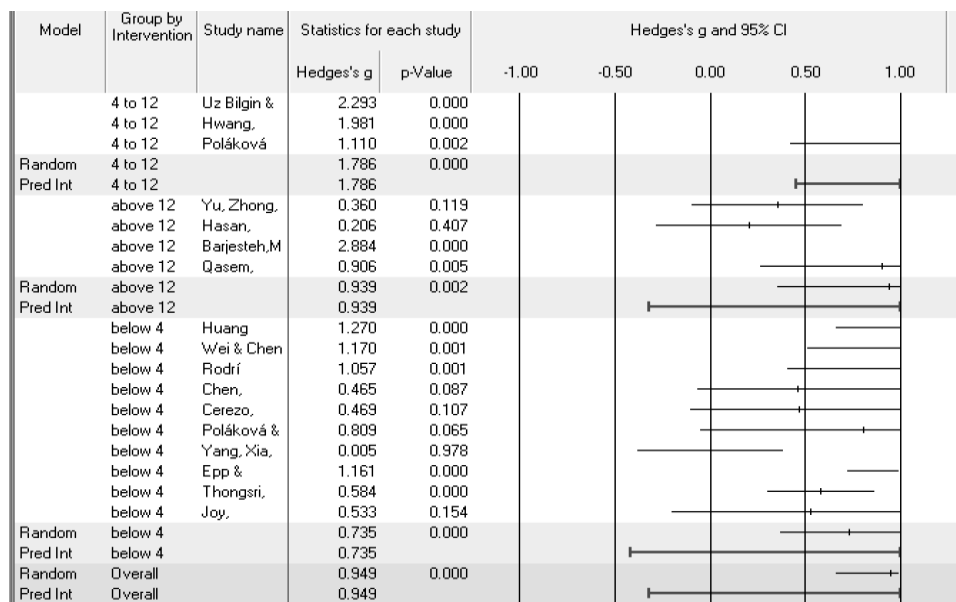 Model Group by Intervention Study name Statistics for each study Hedges's g and 95% CI
Hedges's g p-Value -1.00 -0.50 0.00 0.50 1.00
4 to 12 Uz Bilgin & 2.293 0.000
4 to 12 Hwang, 1.981 0.000
4 to 12 Poláková 1.110 0.002
Random 4 to 12 1.786 0.000
Pred Int 4 to 12 1.786
above 12 Yu, Zhong, 0.360 0.119
above 12 Hasan, 0.206 0.407
above 12 Barjesteh,M 2.884 0.000
above 12 Qasem, 0.906 0.005
Random above 12 0.939 0.002
Pred Int above 12 0.939
below 4 Huang 1.270 0.000
below 4 Wei & Chen 1.170 0.001
below 4 Rodrí 1.057 0.001
below 4 Chen, 0.465 0.087
below 4 Cerezo, 0.469 0.107
below 4 Poláková & 0.809 0.065
below 4 Yang, Xia, 0.005 0.978
below 4 Epp & 1.161 0.000
below 4 Thongsri, 0.584 0.000
below 4 Joy, 0.533 0.154
Random below 4 0.735 0.000
Pred Int below 4 0.735
Random Overall 0.949 0.000
Pred Int Overall 0.949